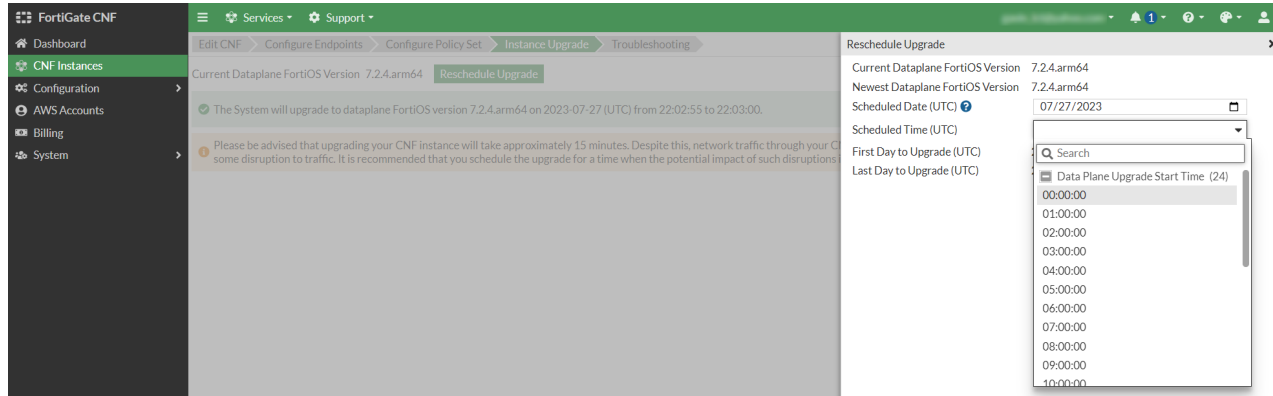 FortiGate CNF
Services
Support
1
Dashboard
CNF Instances
Configuration
AWS Accounts
Billing
System
Edit CNF
Configure Endpoints
Configure Policy Set
Instance Upgrade
Troubleshooting
Current Dataplane FortiOS Version 7.2.4.arm64 Reschedule Upgrade
The System will upgrade to dataplane FortiOS version 7.2.4.arm64 on 2023-07-27 (UTC) from 22:02:55 to 22:03:00.
Please be advised that upgrading your CNF instance will take approximately 15 minutes. Despite this, network traffic through your
some disruption to traffic. It is recommended that you schedule the upgrade for a time when the potential impact of such disruptions
Reschedule Upgrade
Current Dataplane FortiOS Version 7.2.4.arm64
Newest Dataplane FortiOS Version 7.2.4.arm64
Scheduled Date (UTC) 07/27/2023
Scheduled Time (UTC)
First Day to Upgrade (UTC)
Last Day to Upgrade (UTC)
Search
Data Plane Upgrade Start Time (24)
00:00:00
01:00:00
02:00:00
03:00:00
04:00:00
05:00:00
06:00:00
07:00:00
08:00:00
09:00:00
10:00:00